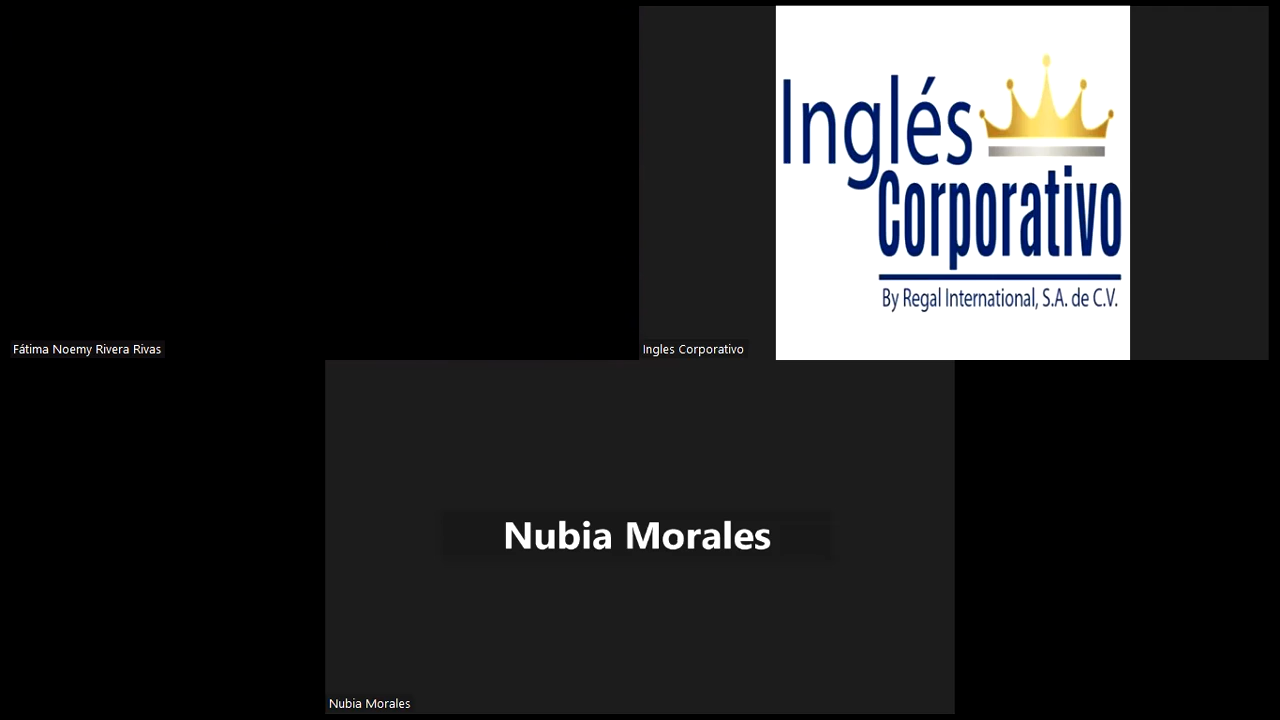 Inglés
Corporativo
By Regal International, S.A. de C.V.
Fátima Noemy Rivera Rivas
Ingles Corporativo
Nubia Morales
Nubia Morales